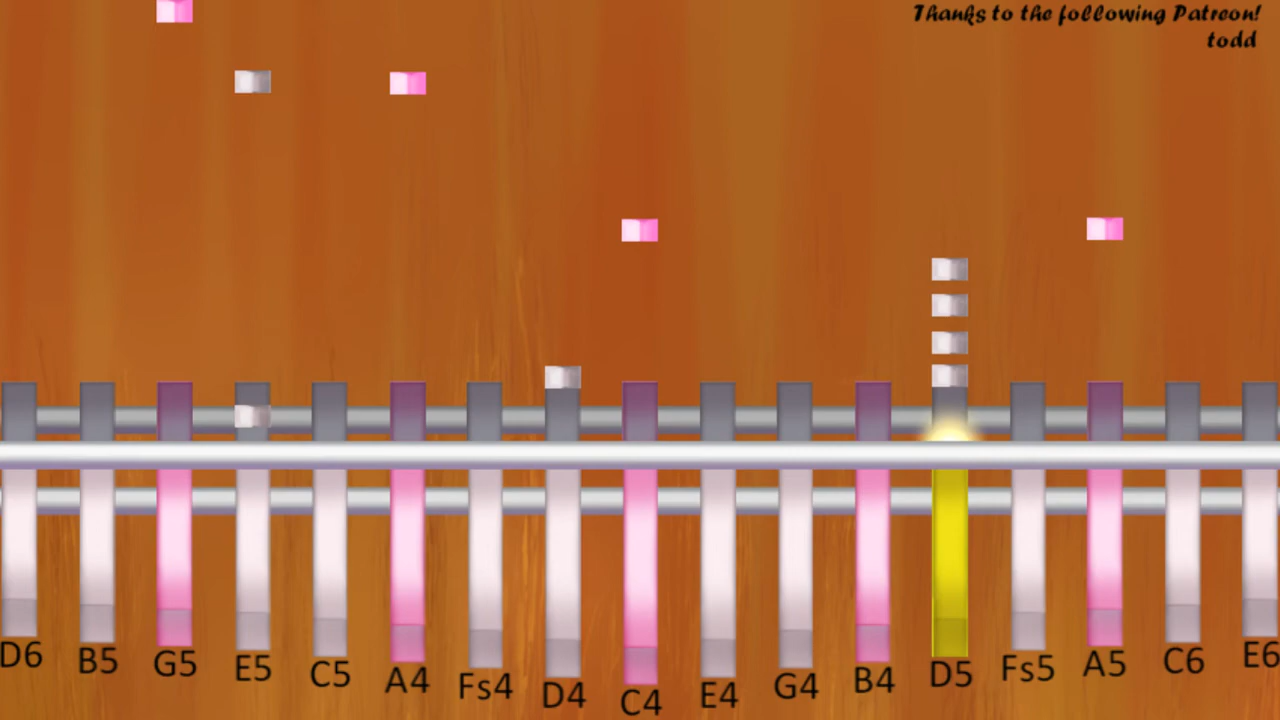 Thanks to the following Patreon!
todd
D6 B5 G5 E5 C5 A4 Fs4 D4 C4 E4 G4 B4 D5 Fs5 A5 C6 E6